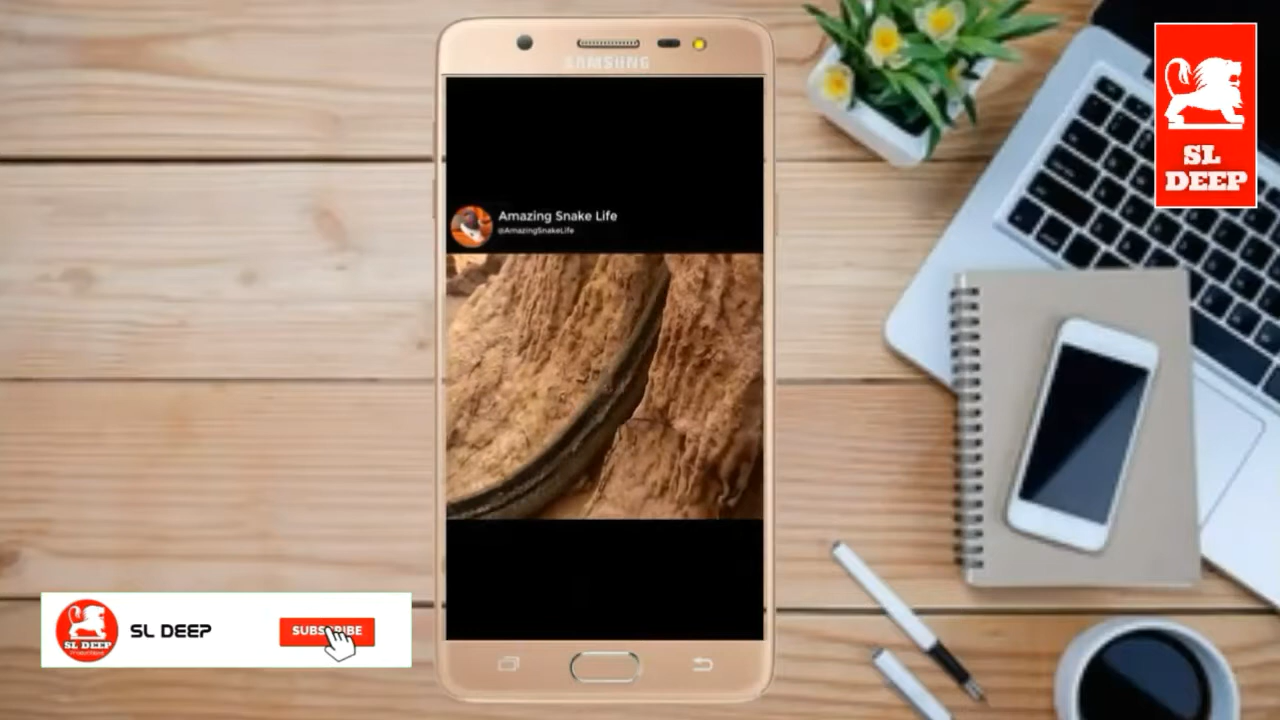 SAMSUNG
SL
DEEP
Amazing Snake Life
@AmazingSnakeLife
SL DEEP
SL DEEP
SUBSCRIBE